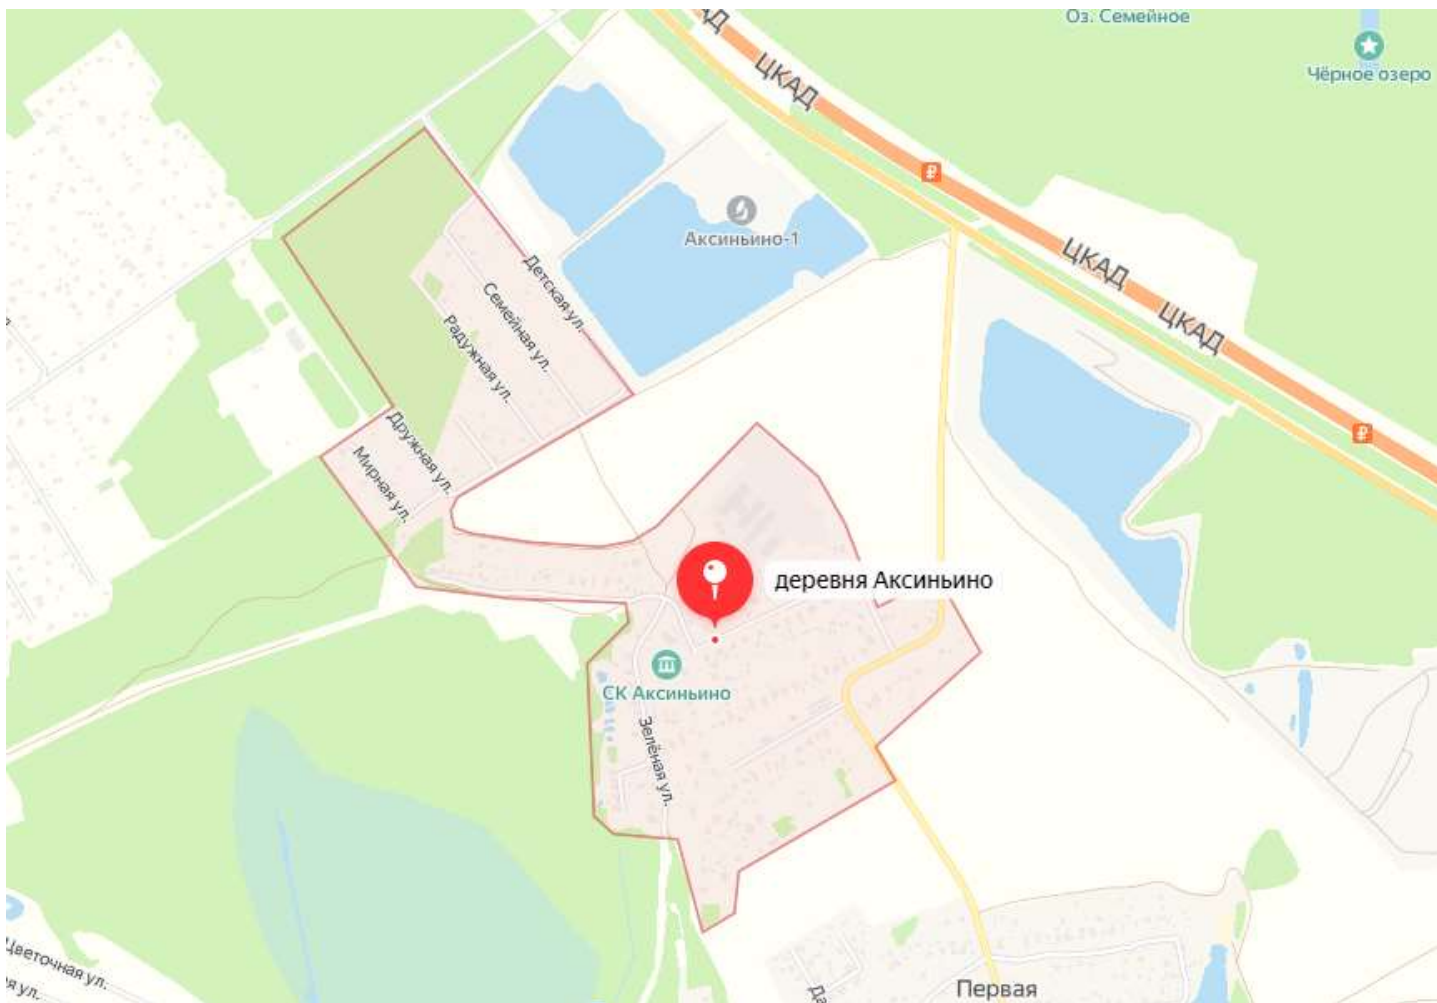 Оз. Семейное
ЦКАД
Чёрное озеро
₽
Аксиньино-1
ЦКАД
ЦКАД
Детская ул.
Семейная ул.
Радужная ул.
Дружная ул.
Мирная ул.
₽
деревня Аксиньино
СК Аксиньино
Зелёная ул.
Цветочная ул.
я ул.
Первая